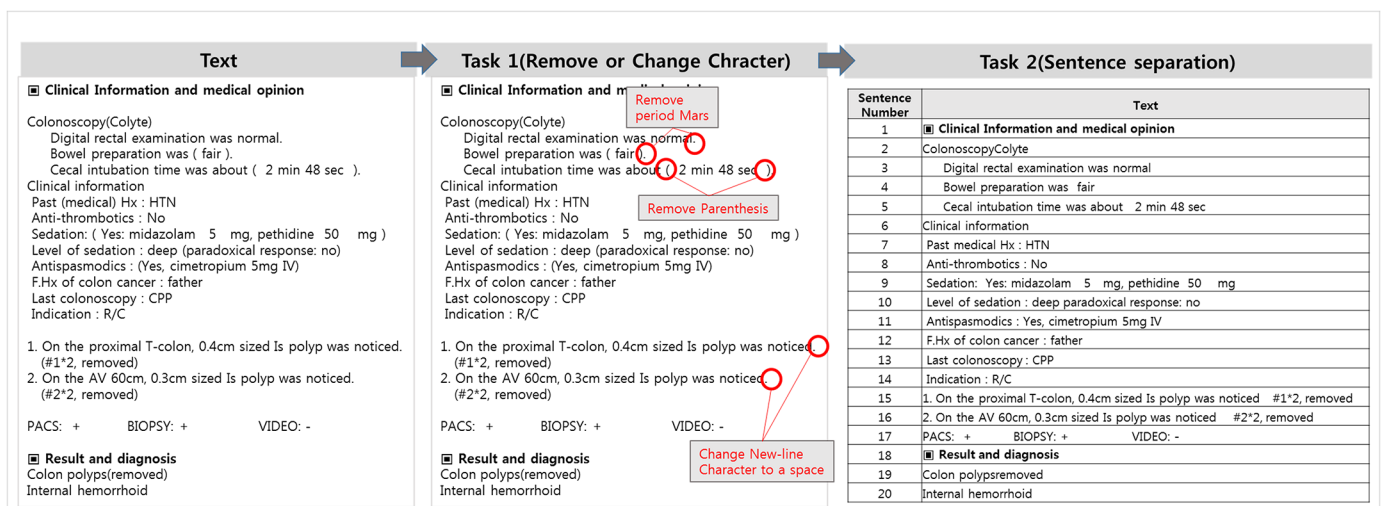 Text
▣ Clinical Information and medical opinion
Colonoscopy(Colyte)
Digital rectal examination was normal.
Bowel preparation was ( fair ).
Cecal intubation time was about ( 2 min 48 sec ).
Clinical information
Past (medical) Hx : HTN
Anti-thrombotics : No
Sedation: ( Yes: midazolam 5 mg, pethidine 50 mg )
Level of sedation : deep (paradoxical response: no)
Antispasmodics : (Yes, cimetropium 5mg IV)
F.Hx of colon cancer : father
Last colonoscopy : CPP
Indication : R/C
1. On the proximal T-colon, 0.4cm sized Is polyp was noticed.
(#1*2, removed)
2. On the AV 60cm, 0.3cm sized Is polyp was noticed.
(#2*2, removed)
PACS: + BIOPSY: + VIDEO: -
▣ Result and diagnosis
Colon polyps(removed)
Internal hemorrhoid
Task 1(Remove or Change Chracter)
▣ Clinical Information and m
Remove
period Mars
Colonoscopy(Colyte)
Digital rectal examination was normal.
Bowel preparation was ( fair ).
Cecal intubation time was about ( 2 min 48 sec ).
Clinical information
Past (medical) Hx : HTN
Remove Parenthesis
Anti-thrombotics : No
Sedation: ( Yes: midazolam 5 mg, pethidine 50 mg )
Level of sedation : deep (paradoxical response: no)
Antispasmodics : (Yes, cimetropium 5mg IV)
F.Hx of colon cancer : father
Last colonoscopy : CPP
Indication : R/C
1. On the proximal T-colon, 0.4cm sized Is polyp was noticed.
(#1*2, removed)
2. On the AV 60cm, 0.3cm sized Is polyp was noticed.
(#2*2, removed)
PACS: + BIOPSY: + VIDEO: -
Change New-line
Character to a space
▣ Result and diagnosis
Colon polyps(removed)
Internal hemorrhoid
Task 2(Sentence separation)
Sentence Number Text
1 ▣ Clinical Information and medical opinion
2 ColonoscopyColyte
3 Digital rectal examination was normal
4 Bowel preparation was fair
5 Cecal intubation time was about 2 min 48 sec
6 Clinical information
7 Past medical Hx : HTN
8 Anti-thrombotics : No
9 Sedation: Yes: midazolam 5 mg, pethidine 50 mg
10 Level of sedation : deep paradoxical response: no
11 Antispasmodics : Yes, cimetropium 5mg IV
12 F.Hx of colon cancer : father
13 Last colonoscopy : CPP
14 Indication : R/C
15 1. On the proximal T-colon, 0.4cm sized Is polyp was noticed #1*2, removed
16 2. On the AV 60cm, 0.3cm sized Is polyp was noticed #2*2, removed
17 PACS: + BIOPSY: + VIDEO: -
18 ▣ Result and diagnosis
19 Colon polypsremoved
20 Internal hemorrhoid